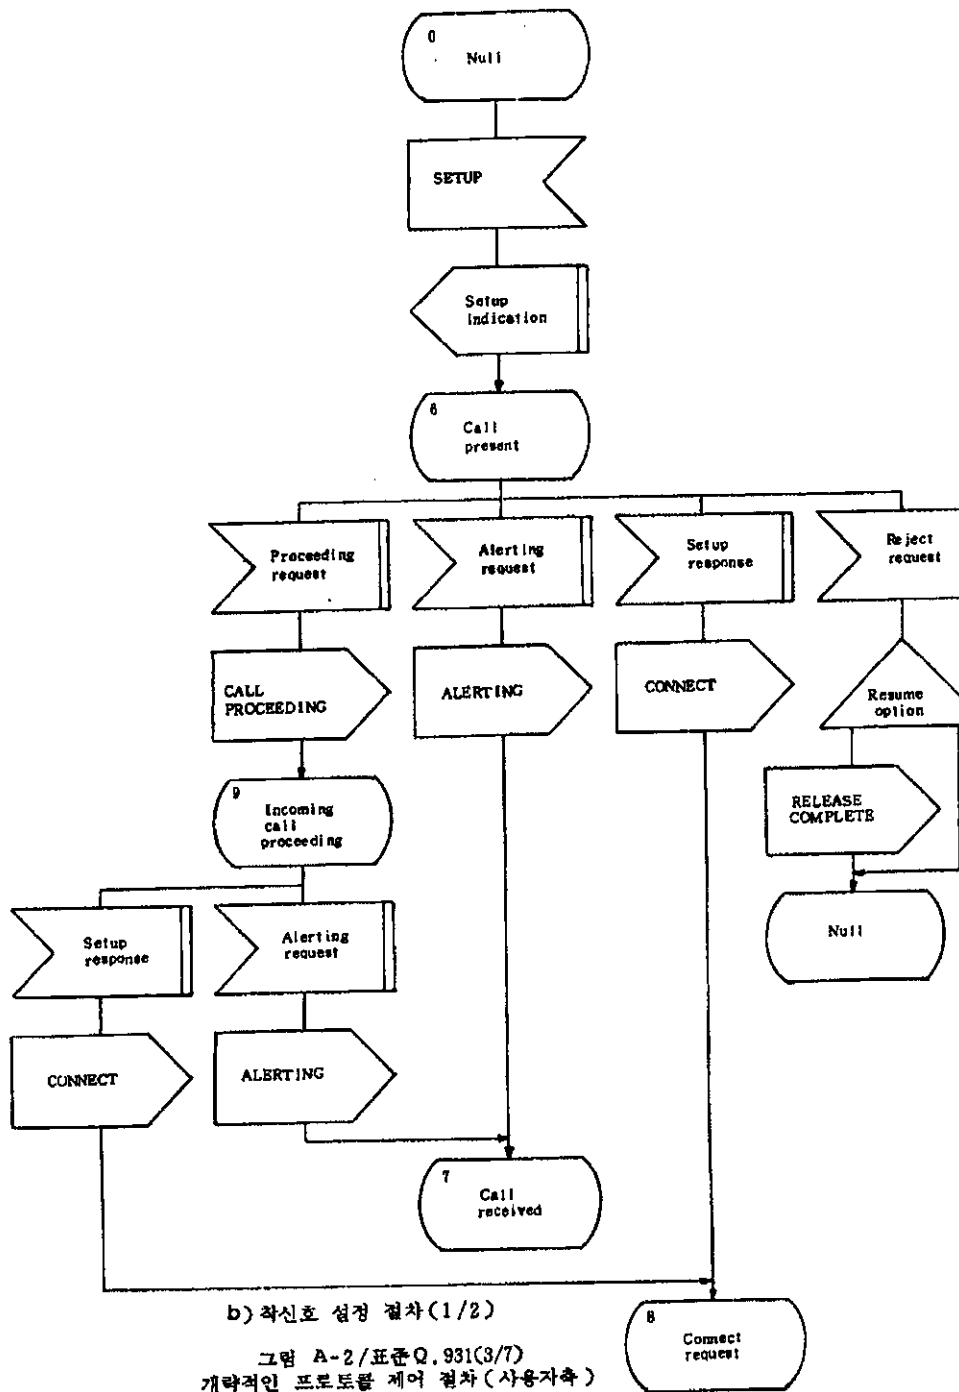 0
Null
SETUP
Setup
indication
6
Call
present
Proceeding
request
Alerting
request
Setup
response
Reject
request
CALL
PROCEEDING
ALERTING
CONNECT
Resume
option
9
Incoming
call
proceeding
RELEASE
COMPLETE
Setup
response
Alerting
request
Null
CONNECT
ALERTING
7
Call
received
8
Connect
request
b) 착신호 설정 절차(1/2)
그림 A-2/표준Q.931(3/7)
개략적인 프로토콜 제어 절차(사용자측)